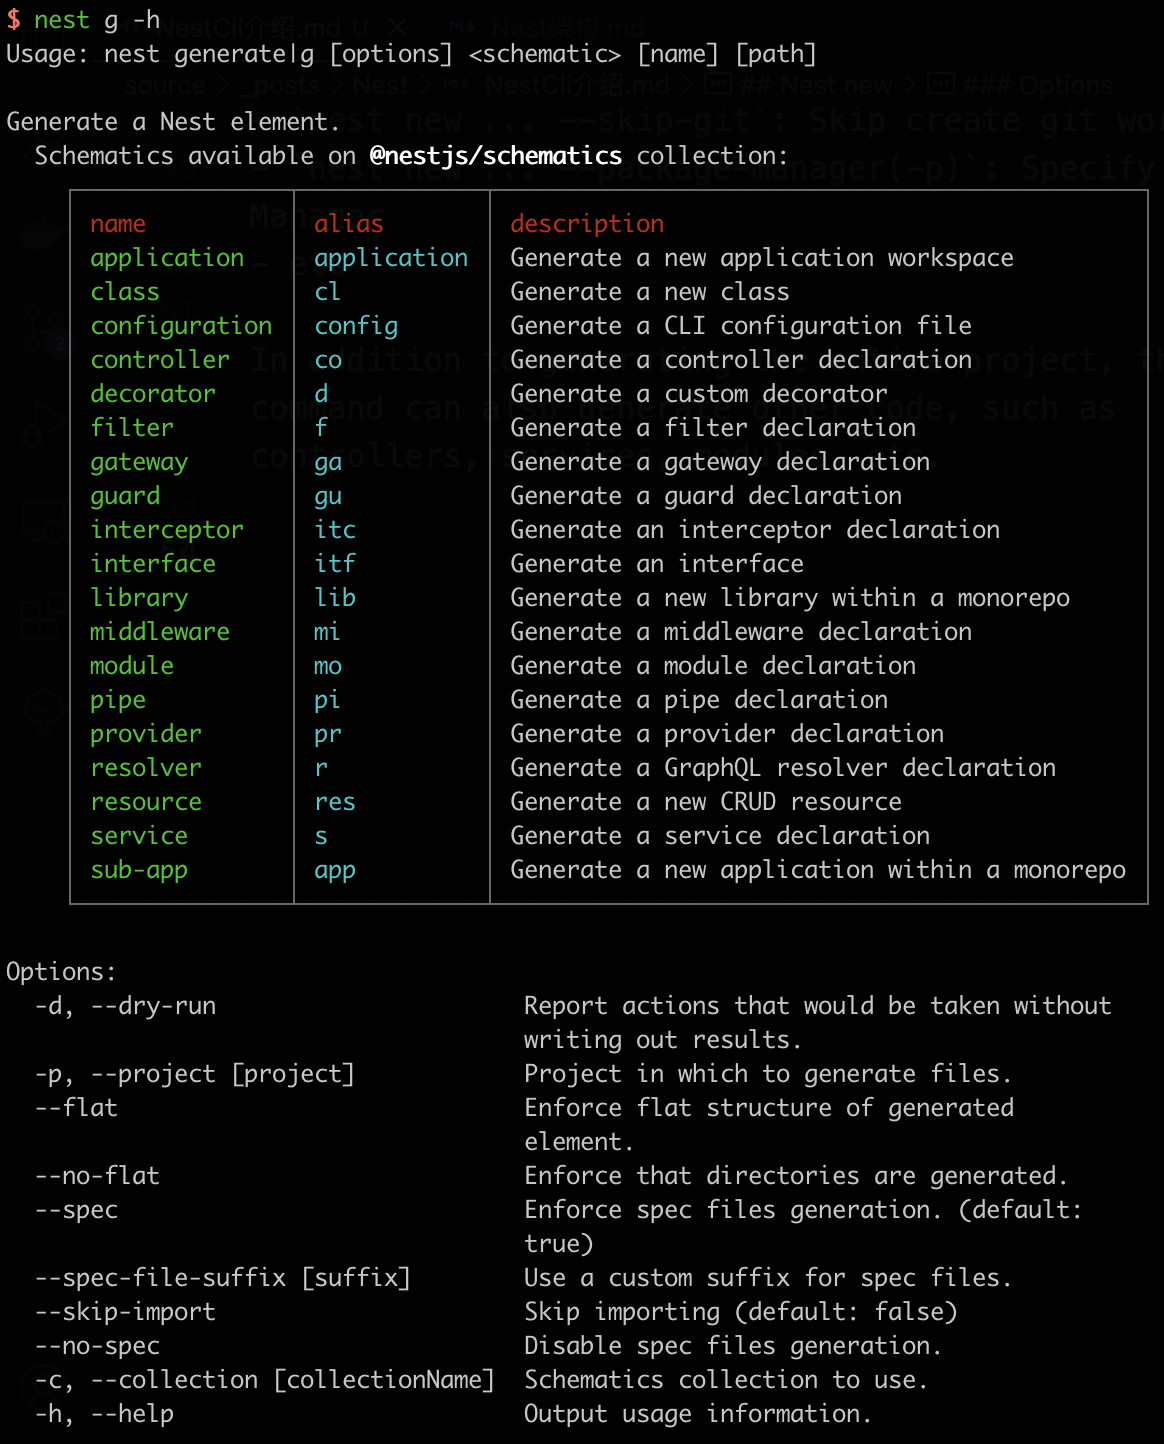 $ nest g -h
Usage: nest generate|g [options] <schematic> [name] [path]
Generate a Nest element.
Schematics available on @nestjs/schematics collection:
name alias description
application application Generate a new application workspace
class cl Generate a new class
configuration config Generate a CLI configuration file
controller co Generate a controller declaration
decorator d Generate a custom decorator
filter f Generate a filter declaration
gateway ga Generate a gateway declaration
guard gu Generate a guard declaration
interceptor itc Generate an interceptor declaration
interface itf Generate an interface
library lib Generate a new library within a monorepo
middleware mi Generate a middleware declaration
module mo Generate a module declaration
pipe pi Generate a pipe declaration
provider pr Generate a provider declaration
resolver r Generate a GraphQL resolver declaration
resource res Generate a new CRUD resource
service s Generate a service declaration
sub-app app Generate a new application within a monorepo
Options:
-d, --dry-run Report actions that would be taken without
writing out results.
-p, --project [project] Project in which to generate files.
--flat Enforce flat structure of generated
element.
--no-flat Enforce that directories are generated.
--spec Enforce spec files generation. (default:
true)
--spec-file-suffix [suffix] Use a custom suffix for spec files.
--skip-import Skip importing (default: false)
--no-spec Disable spec files generation.
-c, --collection [collectionName] Schematics collection to use.
-h, --help Output usage information.